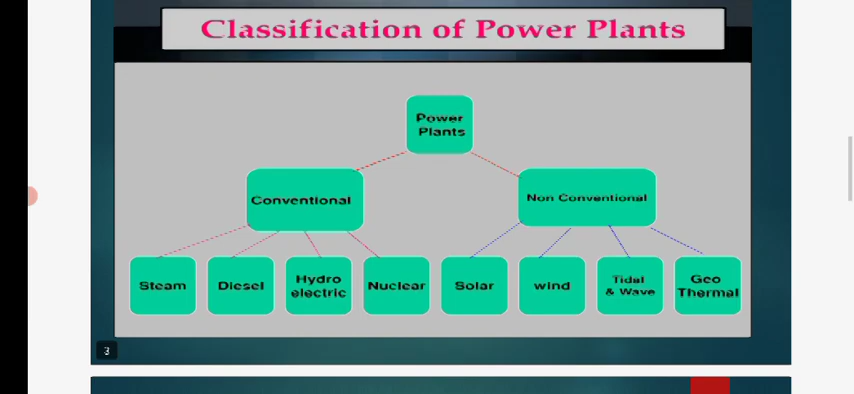 Classification of Power Plants
Power
Plants
Conventional
Non Conventional
Steam
Diesel
Hydro
electric
Nuclear
Solar
wind
Tidal
& Wave
Geo
Thermal
3